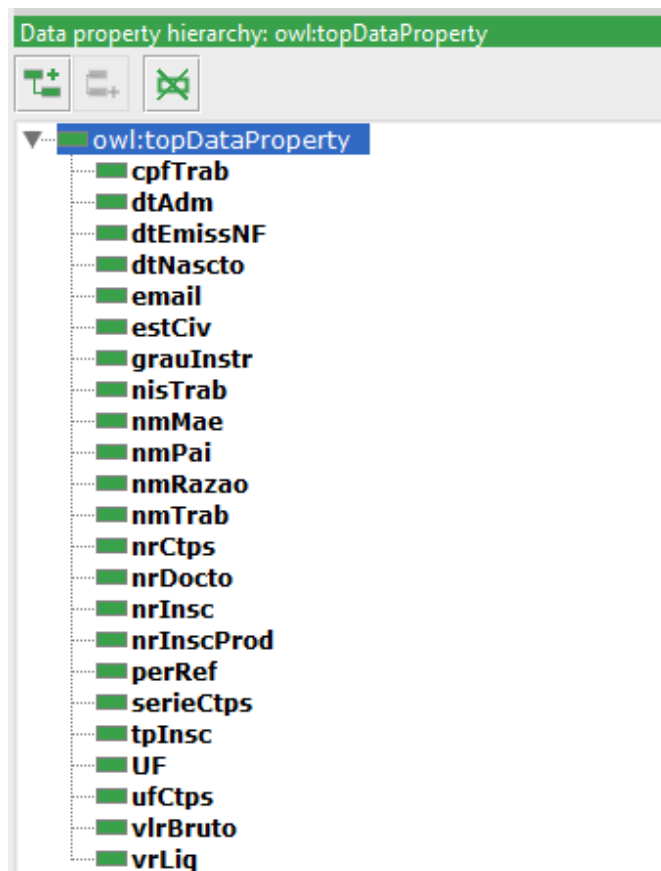 Data property hierarchy: owl:topDataProperty
owl:topDataProperty
cpfTrab
dtAdm
dtEmissNF
dtNascto
email
estCiv
grauInstr
nisTrab
nmMae
nmPai
nmRazao
nmTrab
nrCtps
nrDocto
nrInsc
nrInscProd
perRef
serieCtps
tpInsc
UF
ufCtps
vlrBruto
vrLiq